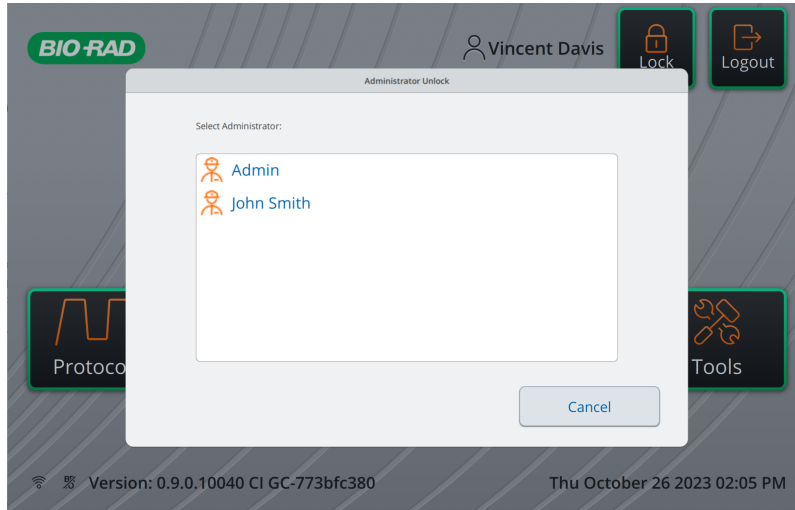 BIO-RAD
Vincent Davis
Lock
Logout
Administrator Unlock
Select Administrator:
Admin
John Smith
Protoco
Tools
Cancel
Version: 0.9.0.10040 CI GC-773bfc380
Thu October 26 2023 02:05 PM